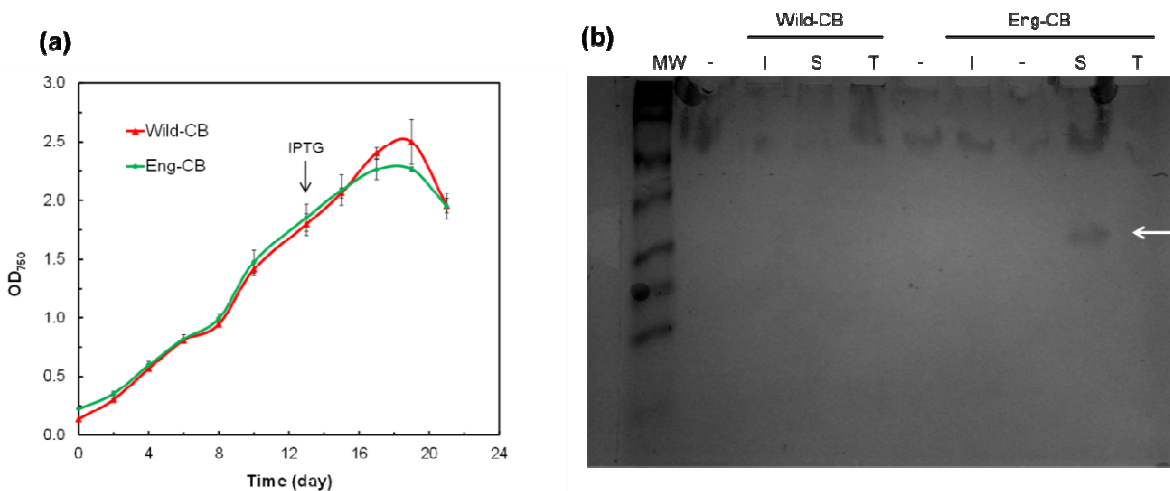 (a)
3.0
2.5
2.0
1.5
1.0
0.5
0.0
Wild-CB
Eng-CB
IPTG
OD750
0 4 8 12 16 20 24
Time (day)
(b)
Wild-CB Eng-CB
MW - I S T - I - S T